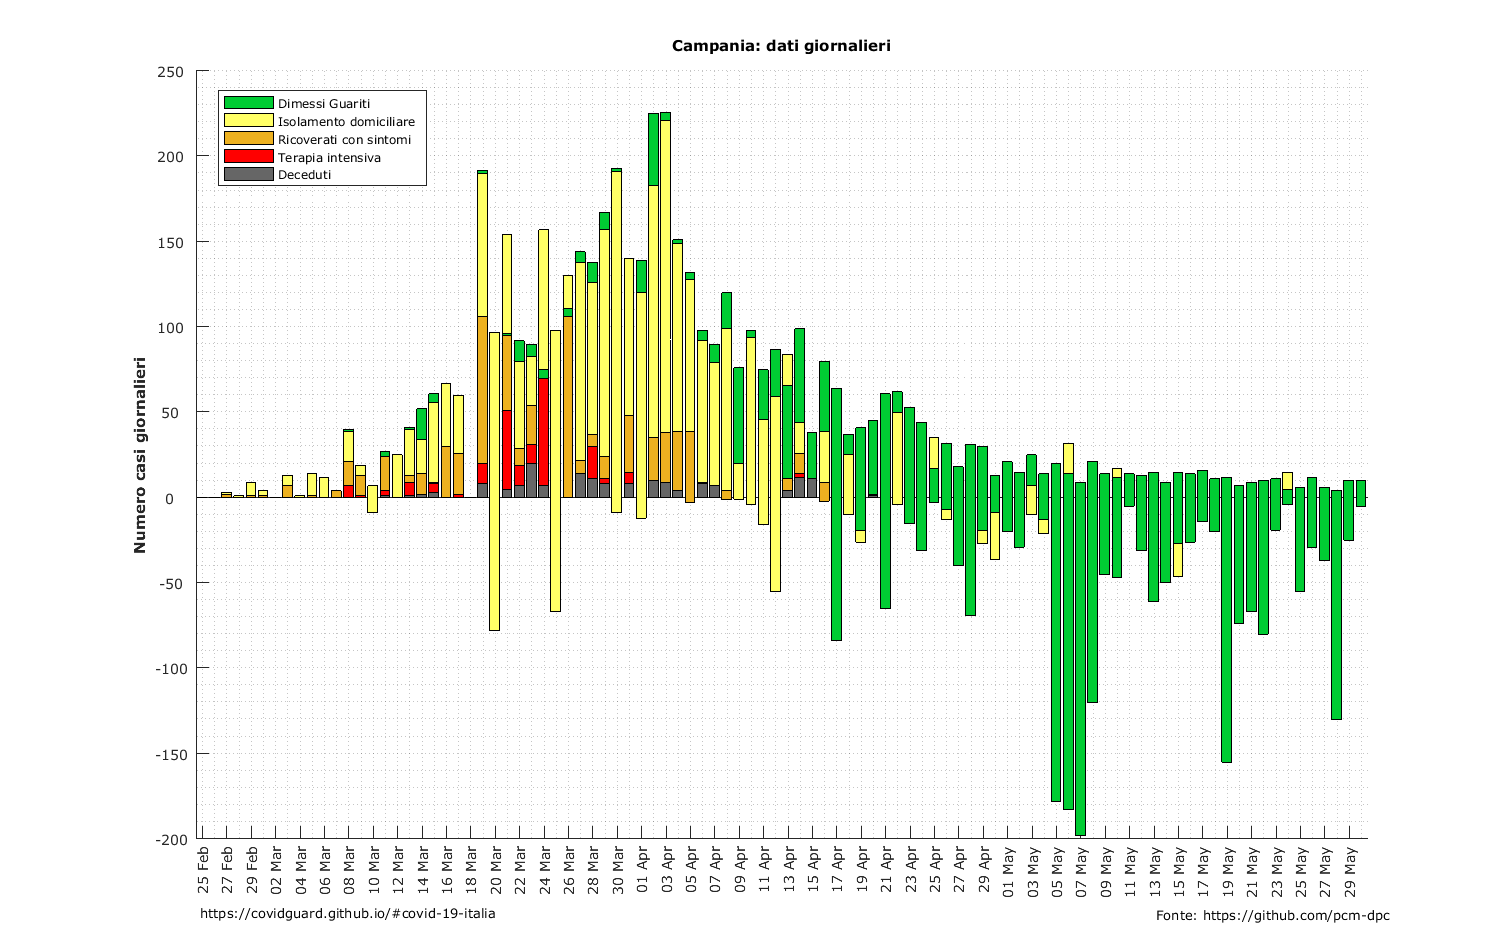 Campania: dati giornalieri
Numero casi giornalieri
250
200
150
100
50
0
-50
-100
-150
-200
Dimessi Guariti
Isolamento domiciliare
Ricoverati con sintomi
Terapia intensiva
Deceduti
25 Feb
27 Feb
29 Feb
02 Mar
04 Mar
06 Mar
08 Mar
10 Mar
12 Mar
14 Mar
16 Mar
18 Mar
20 Mar
22 Mar
24 Mar
26 Mar
28 Mar
30 Mar
01 Apr
03 Apr
05 Apr
07 Apr
09 Apr
11 Apr
13 Apr
15 Apr
17 Apr
19 Apr
21 Apr
23 Apr
25 Apr
27 Apr
29 Apr
01 May
03 May
05 May
07 May
09 May
11 May
13 May
15 May
17 May
19 May
21 May
23 May
25 May
27 May
29 May
https://covidguard.github.io/#covid-19-italia
Fonte: https://github.com/pcm-dpc